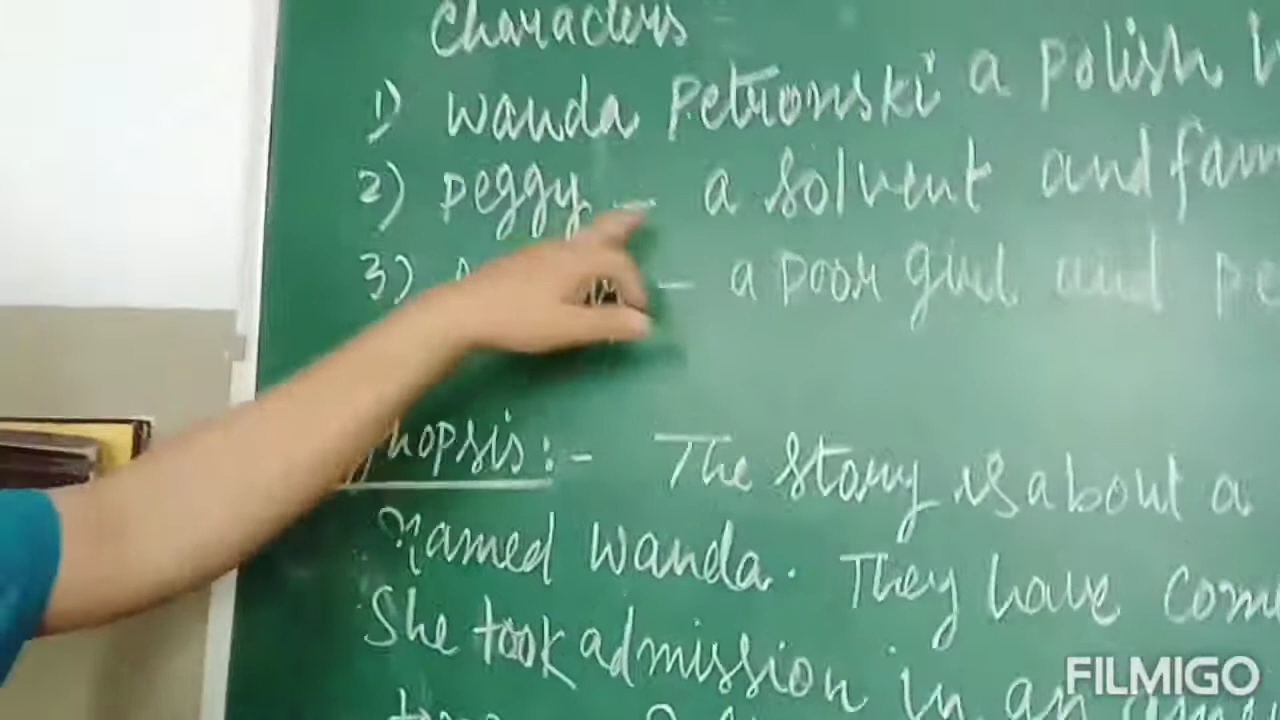 Characters
1) Wanda Petronski a polish
2) Peggy - a solvent and fam
3) - a poor girl and pe
nopsis :- The story is about a
named Wanda. They have com
She took admission in an
FILMIGO